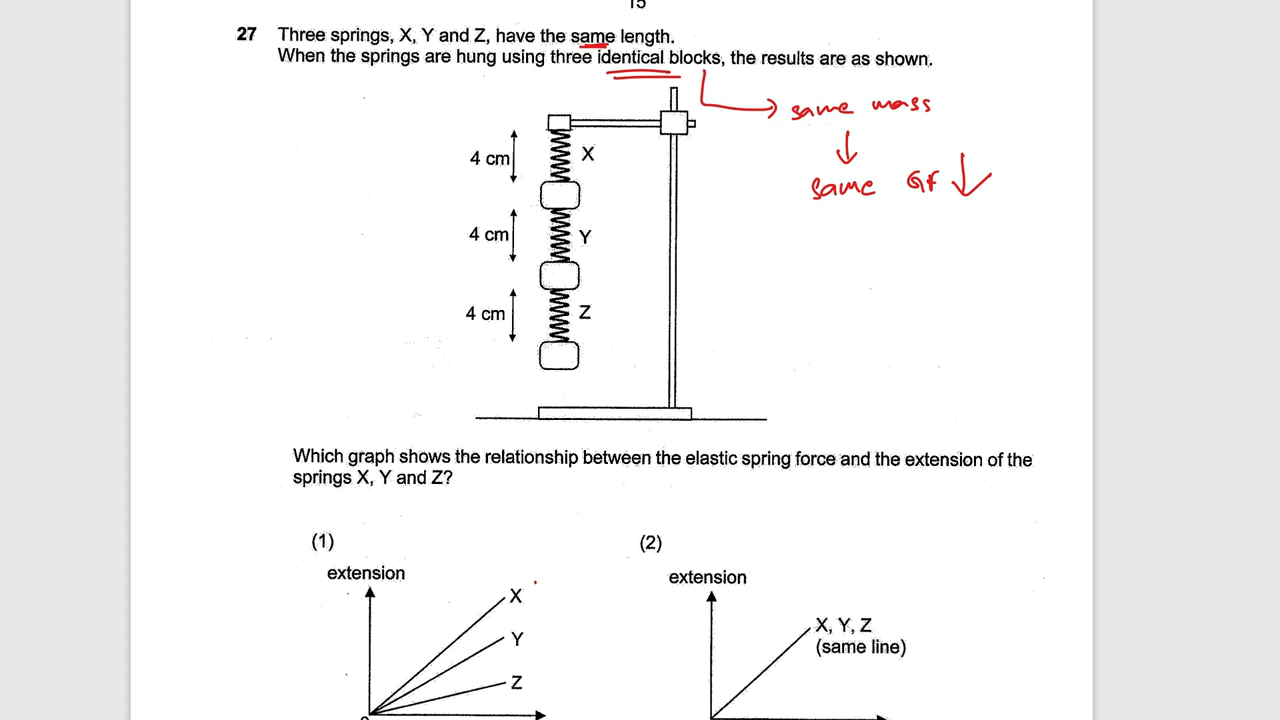 15
27 Three springs, X, Y and Z, have the same length.
When the springs are hung using three identical blocks, the results are as shown.
same mass
same GF
4 cm X
4 cm Y
4 cm Z
Which graph shows the relationship between the elastic spring force and the extension of the
springs X, Y and Z?
(1) (2)
extension extension
X
Y
Z
X, Y, Z
(same line)